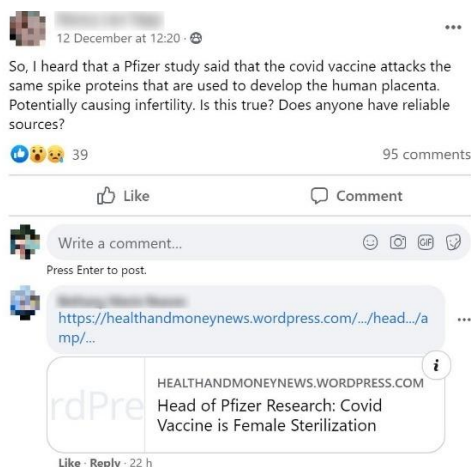 12 December at 12:20 ·
So, I heard that a Pfizer study said that the covid vaccine attacks the
same spike proteins that are used to develop the human placenta.
Potentially causing infertility. Is this true? Does anyone have reliable
sources?
39
95 comments
Like
Comment
Write a comment...
GIF
Press Enter to post.
https://healthandmoneynews.wordpress.com/.../head.../a
mp/...
i
rdPre
HEALTHANDMONEYNEWS.WORDPRESS.COM
Head of Pfizer Research: Covid
Vaccine is Female Sterilization
Like · Reply · 22 h